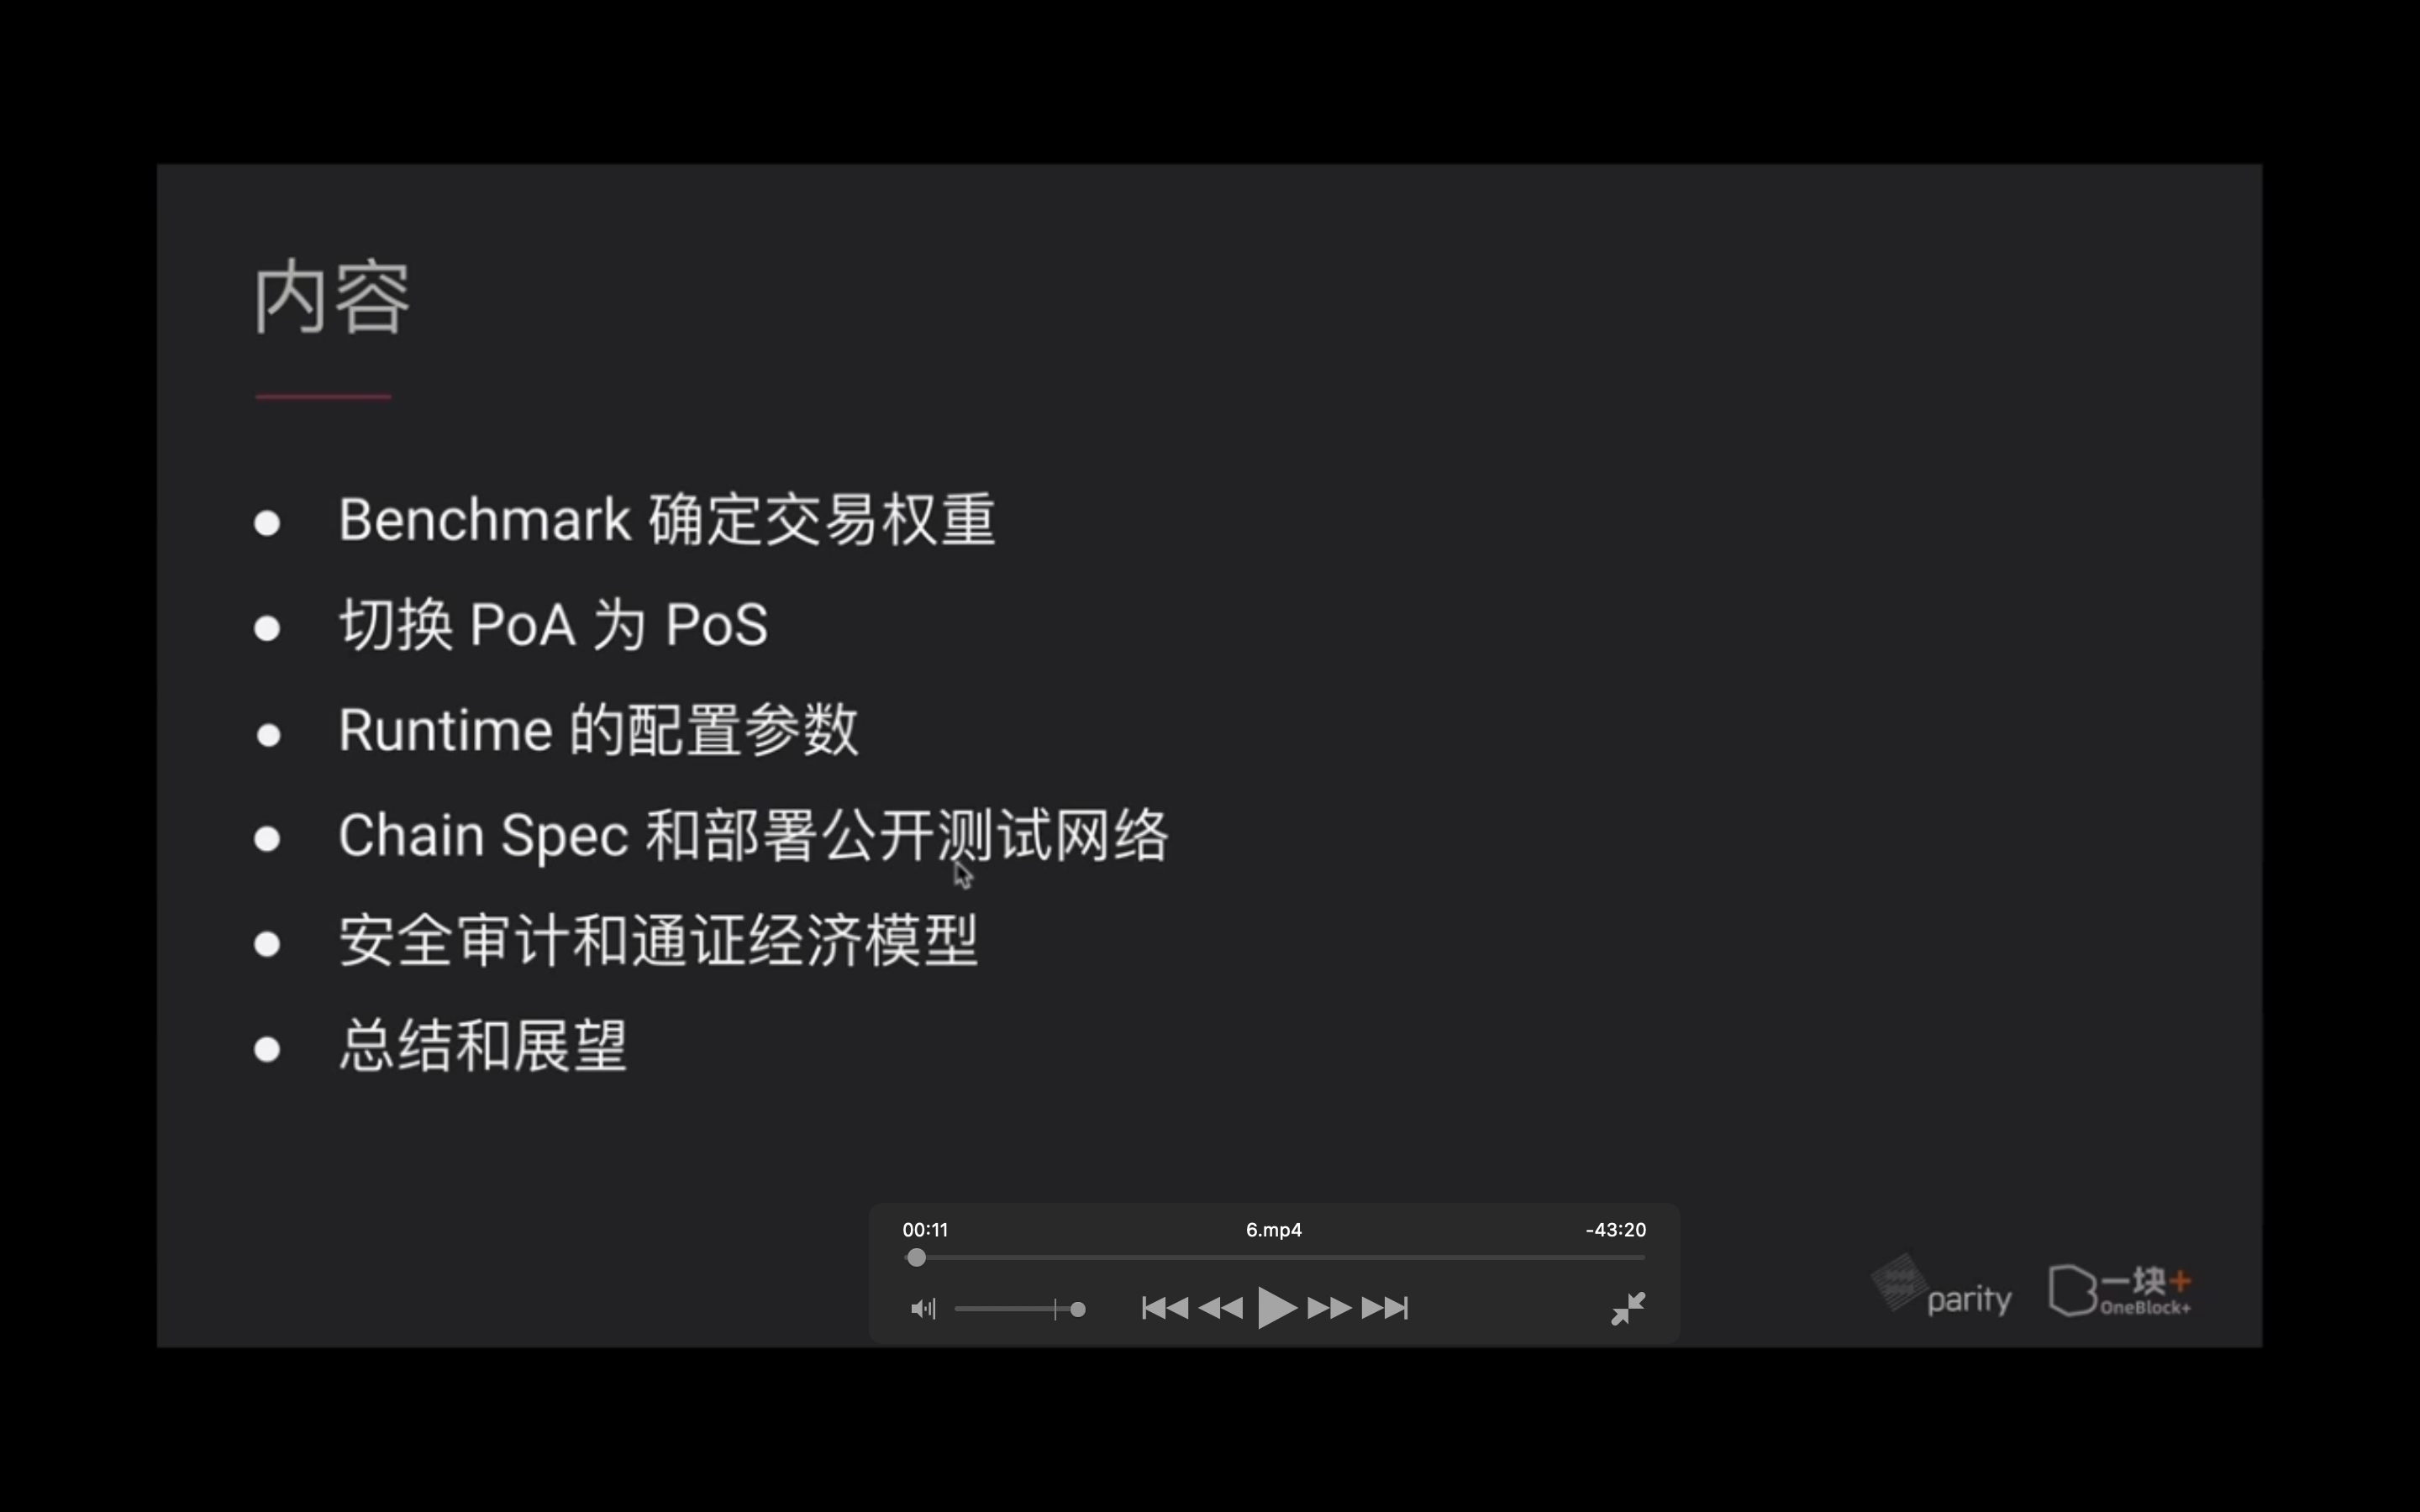 内容
Benchmark 确定交易权重
切换 PoA 为 PoS
Runtime 的配置参数
Chain Spec 和部署公开测试网络
安全审计和通证经济模型
总结和展望
00:11 6.mp4 -43:20
parity 一块+
OneBlock+